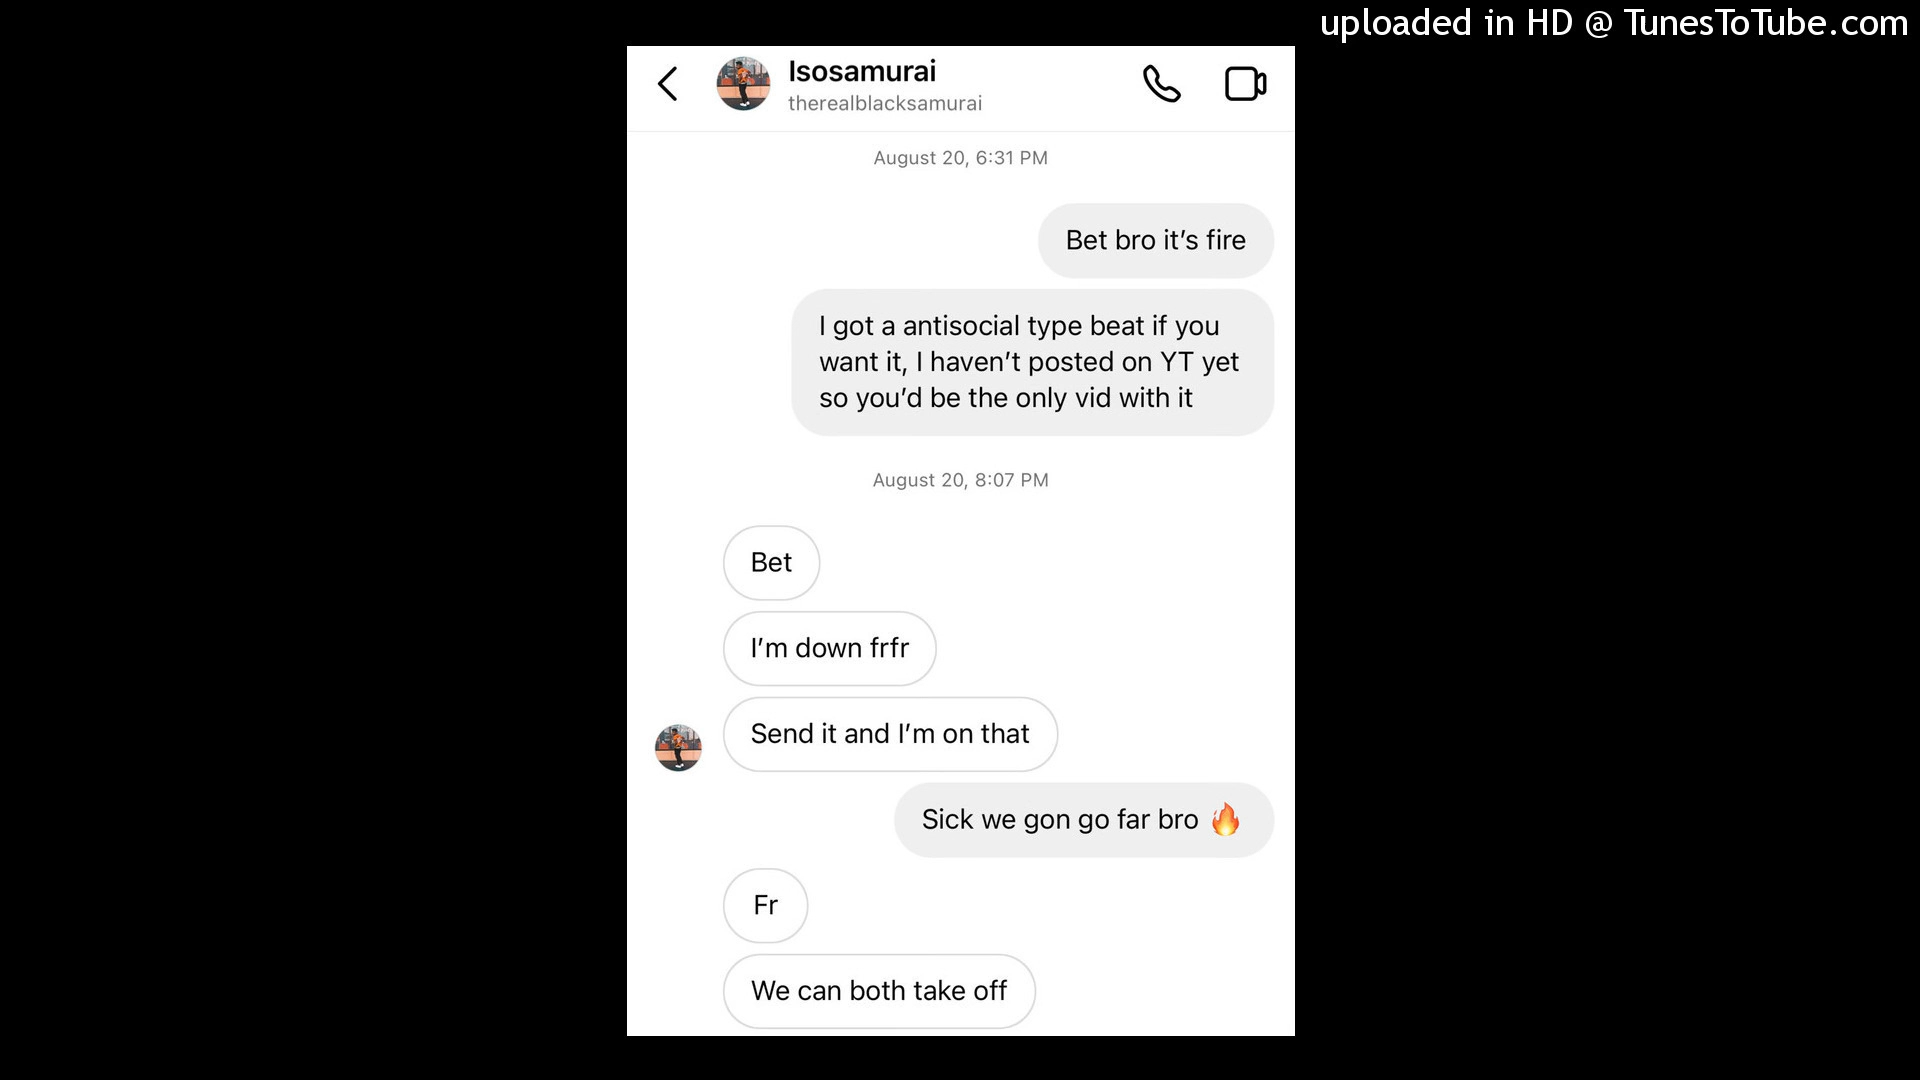 uploaded in HD @ TunesToTube.com
Isosamurai
therealblacksamurai
August 20, 6:31 PM
Bet bro it’s fire
I got a antisocial type beat if you
want it, I haven’t posted on YT yet
so you’d be the only vid with it
August 20, 8:07 PM
Bet
I’m down frfr
Send it and I’m on that
Sick we gon go far bro 🔥
Fr
We can both take off